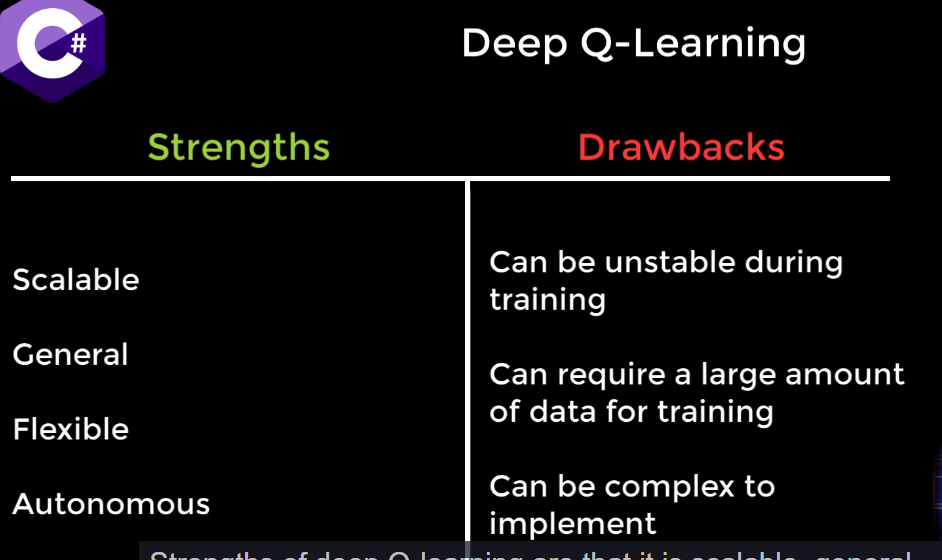 C#
Deep Q-Learning
Strengths
Drawbacks
Scalable
General
Flexible
Autonomous
Can be unstable during
training
Can require a large amount
of data for training
Can be complex to
implement
Strengths of deep Q-learning are that it is scalable, general